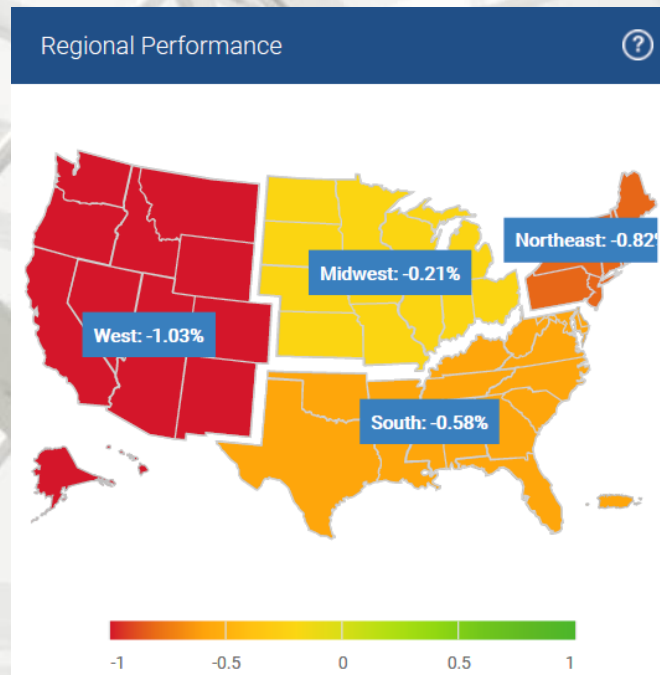 Regional Performance
?
Northeast: -0.82%
Midwest: -0.21%
West: -1.03%
South: -0.58%
-1 -0.5 0 0.5 1